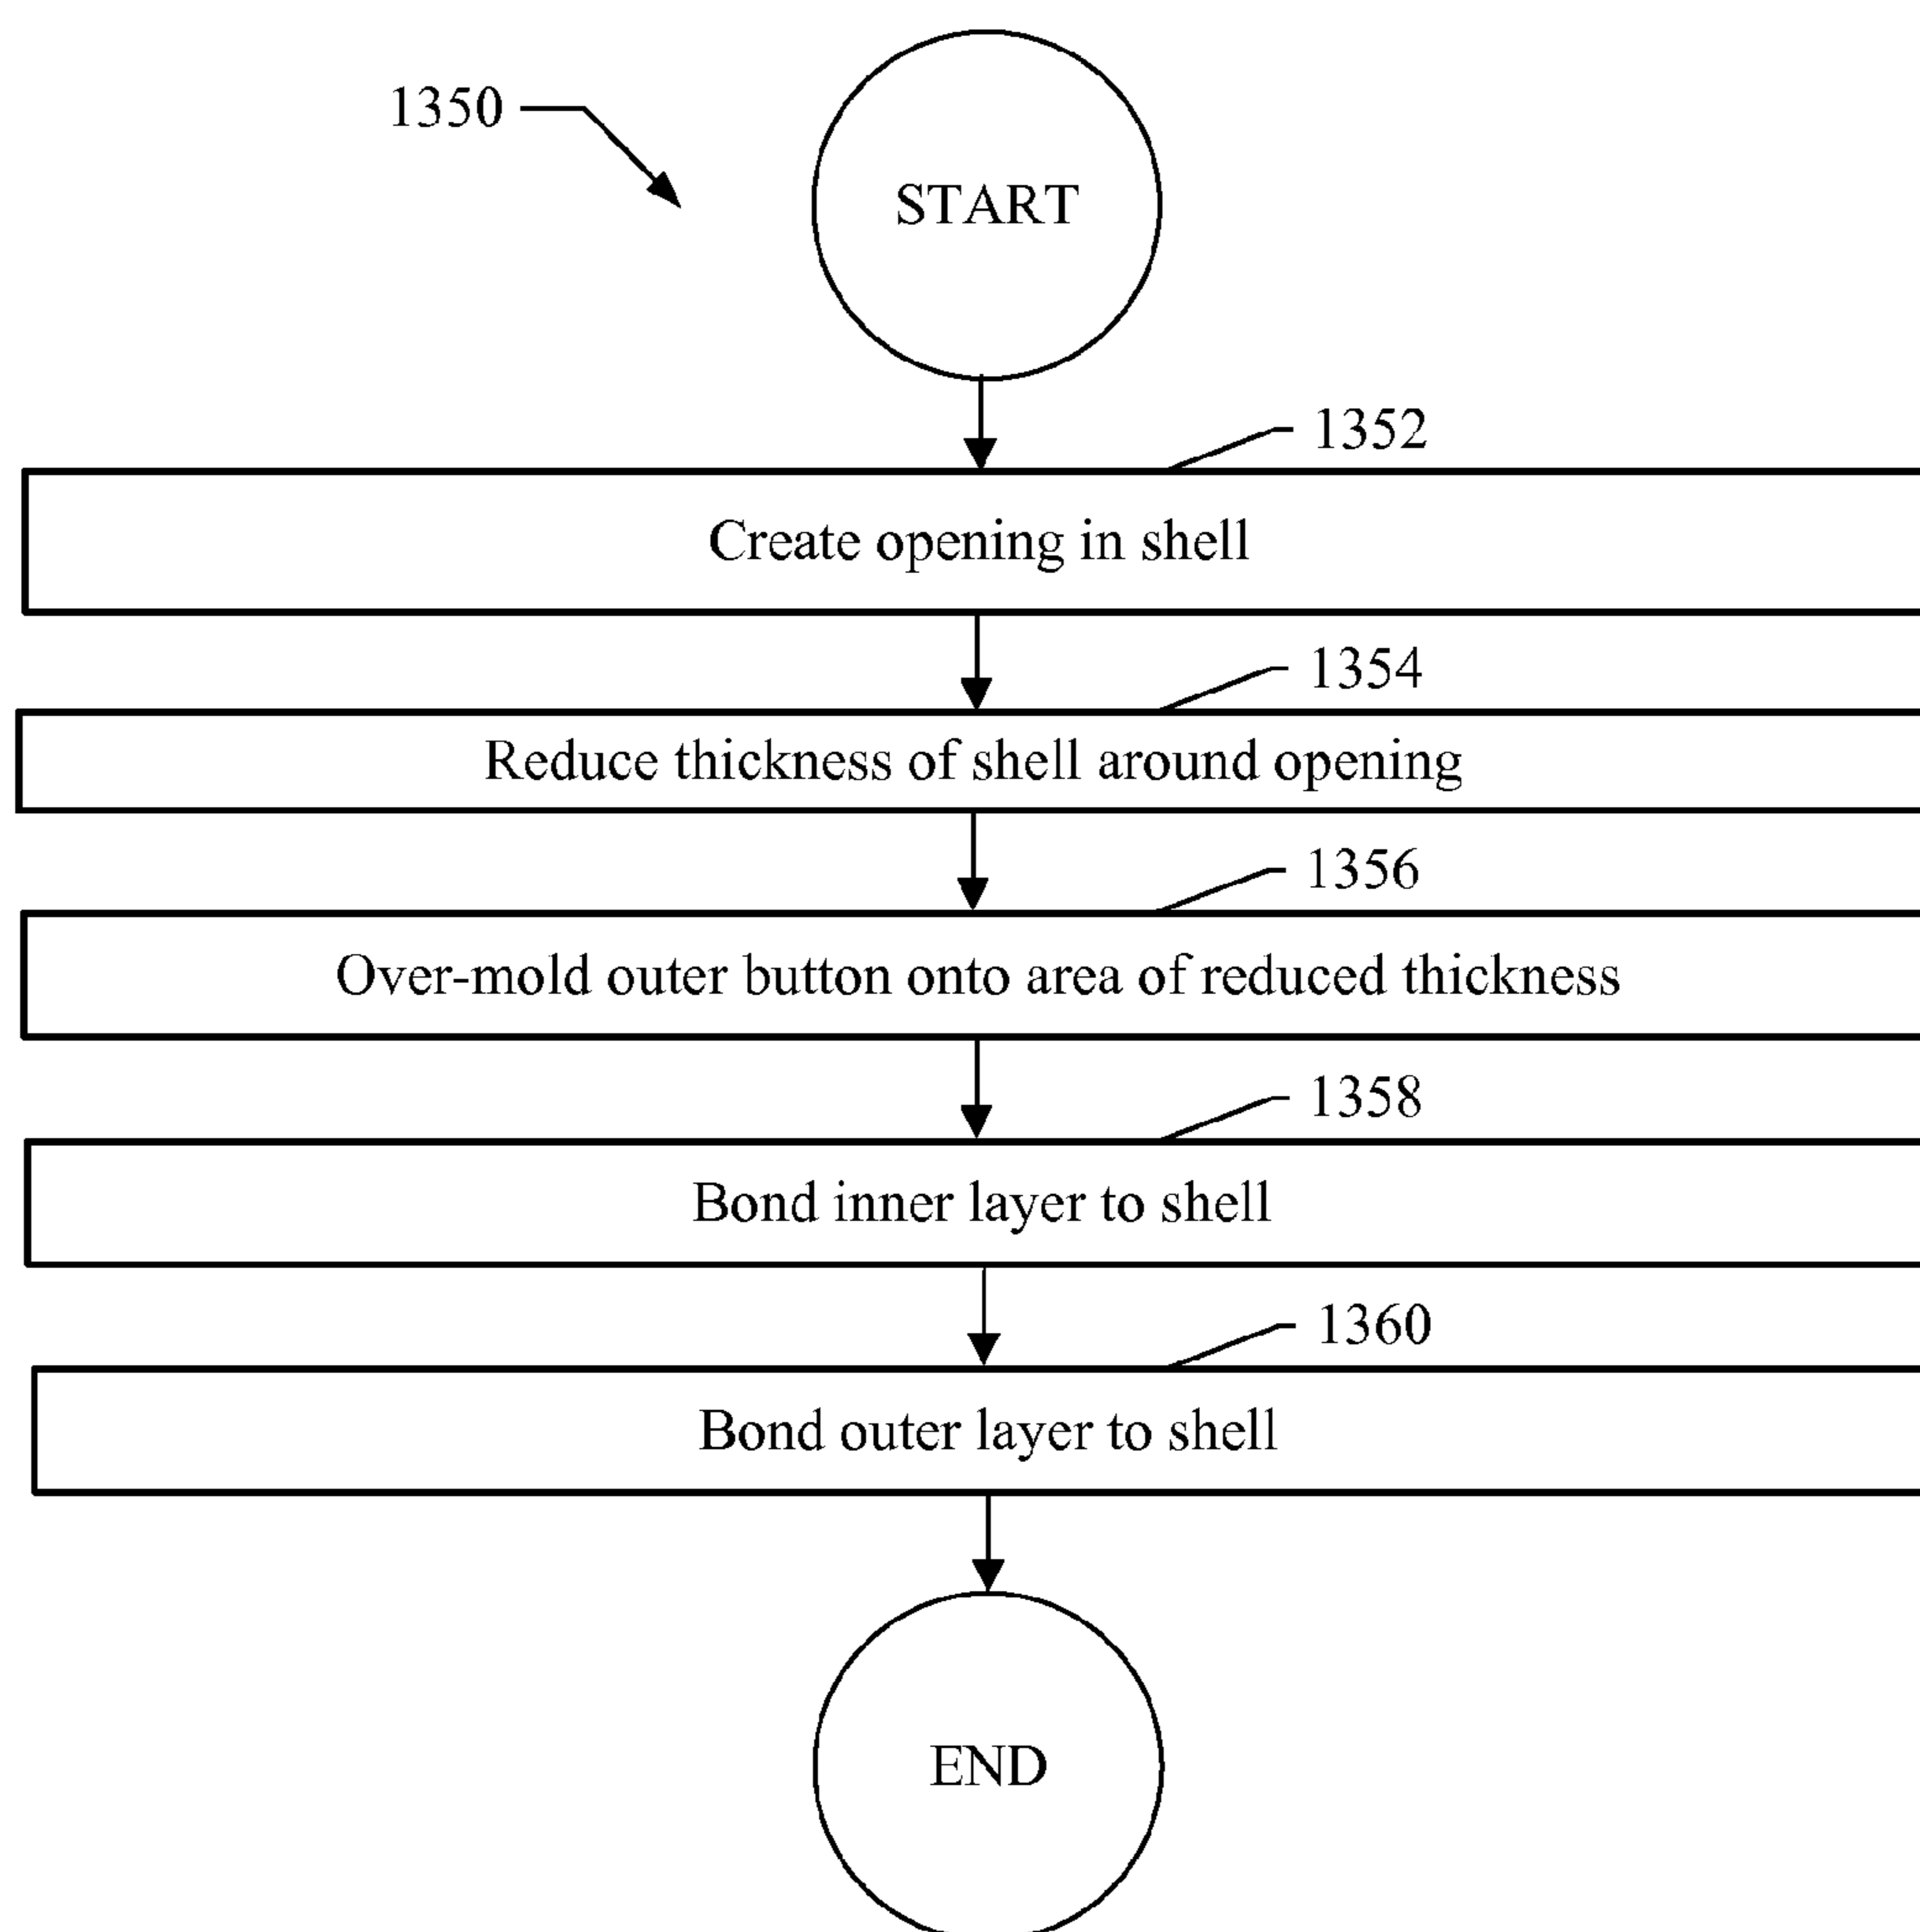 1350
START
1352
Create opening in shell
1354
Reduce thickness of shell around opening
1356
Over-mold outer button onto area of reduced thickness
1358
Bond inner layer to shell
1360
Bond outer layer to shell
END